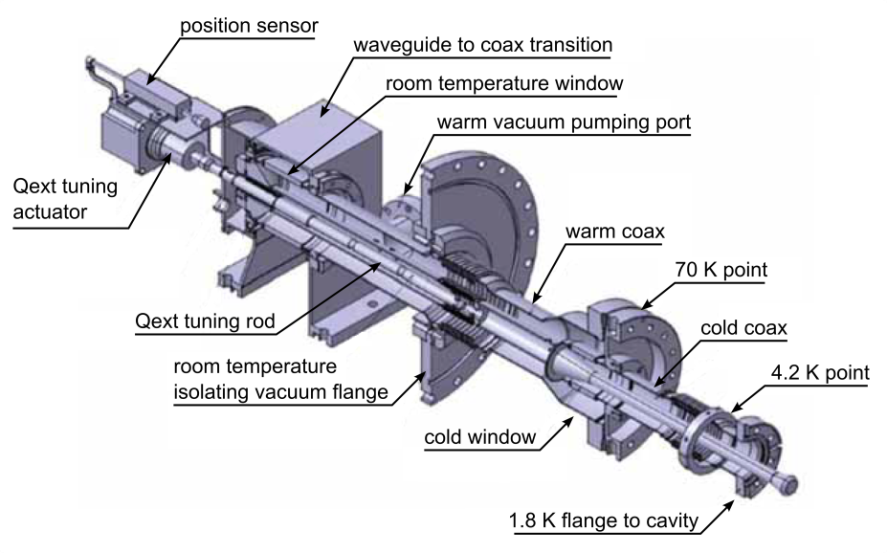 position sensor
waveguide to coax transition
room temperature window
warm vacuum pumping port
Qext tuning
actuator
warm coax
70 K point
Qext tuning rod
cold coax
room temperature
isolating vacuum flange
4.2 K point
cold window
1.8 K flange to cavity